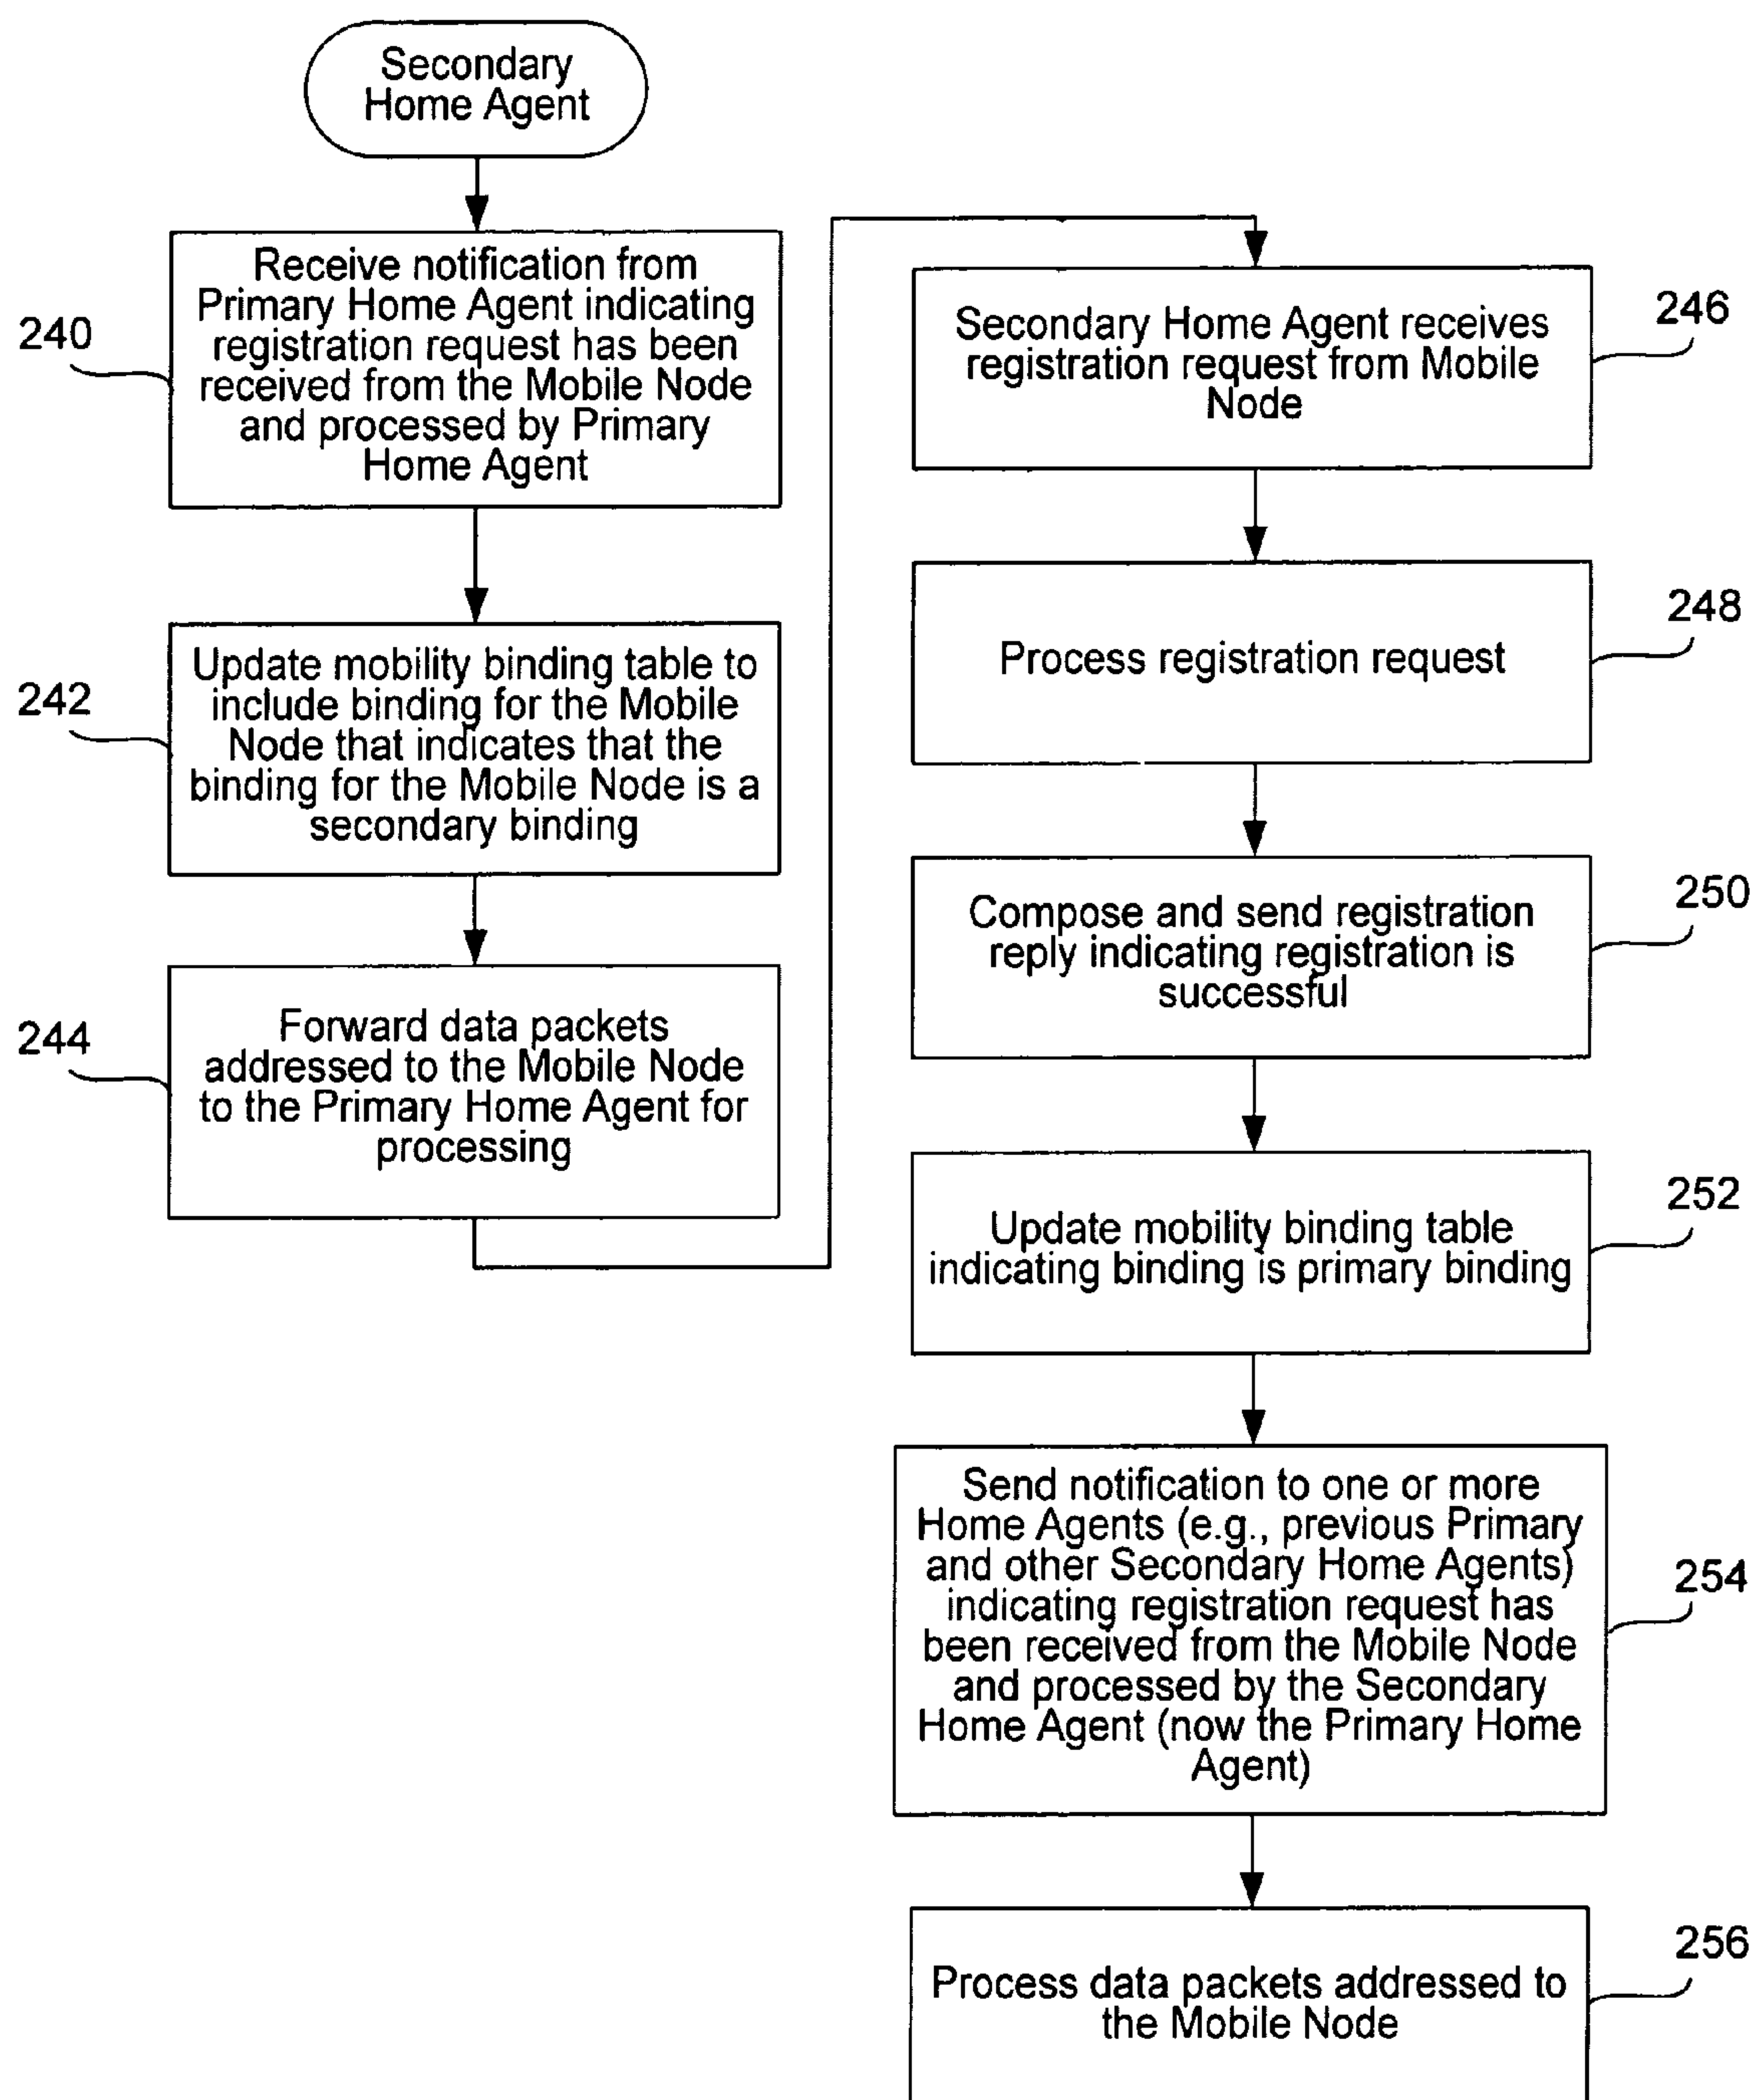 Secondary
Home Agent
240
Receive notification from
Primary Home Agent indicating
registration request has been
received from the Mobile Node
and processed by Primary
Home Agent
242
Update mobility binding table to
include binding for the Mobile
Node that indicates that the
binding for the Mobile Node is a
secondary binding
244
Forward data packets
addressed to the Mobile Node
to the Primary Home Agent for
processing
246
Secondary Home Agent receives
registration request from Mobile
Node
248
Process registration request
250
Compose and send registration
reply indicating registration is
successful
252
Update mobility binding table
indicating binding is primary binding
254
Send notification to one or more
Home Agents (e.g., previous Primary
and other Secondary Home Agents)
indicating registration request has
been received from the Mobile Node
and processed by the Secondary
Home Agent (now the Primary Home
Agent)
256
Process data packets addressed to
the Mobile Node